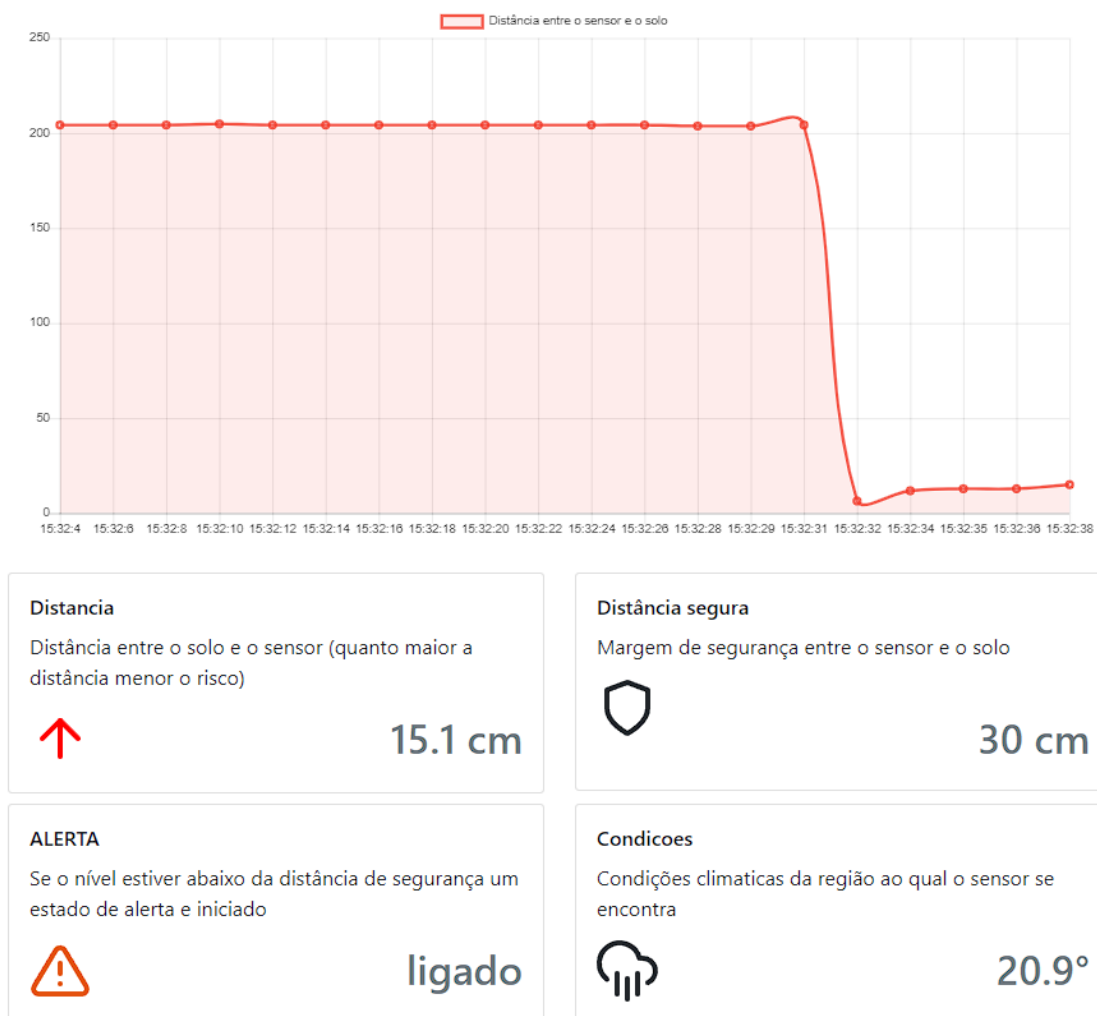 Distância entre o sensor e o solo
250
200
150
100
50
0
15:32:4 15:32:6 15:32:8 15:32:10 15:32:12 15:32:14 15:32:16 15:32:18 15:32:20 15:32:22 15:32:24 15:32:26 15:32:28 15:32:29 15:32:31 15:32:32 15:32:34 15:32:35 15:32:36 15:32:38
Distancia
Distância entre o solo e o sensor (quanto maior a
distância menor o risco)
15.1 cm
Distância segura
Margem de segurança entre o sensor e o solo
30 cm
ALERTA
Se o nível estiver abaixo da distância de segurança um
estado de alerta e iniciado
ligado
Condicoes
Condições climaticas da região ao qual o sensor se
encontra
20.9°